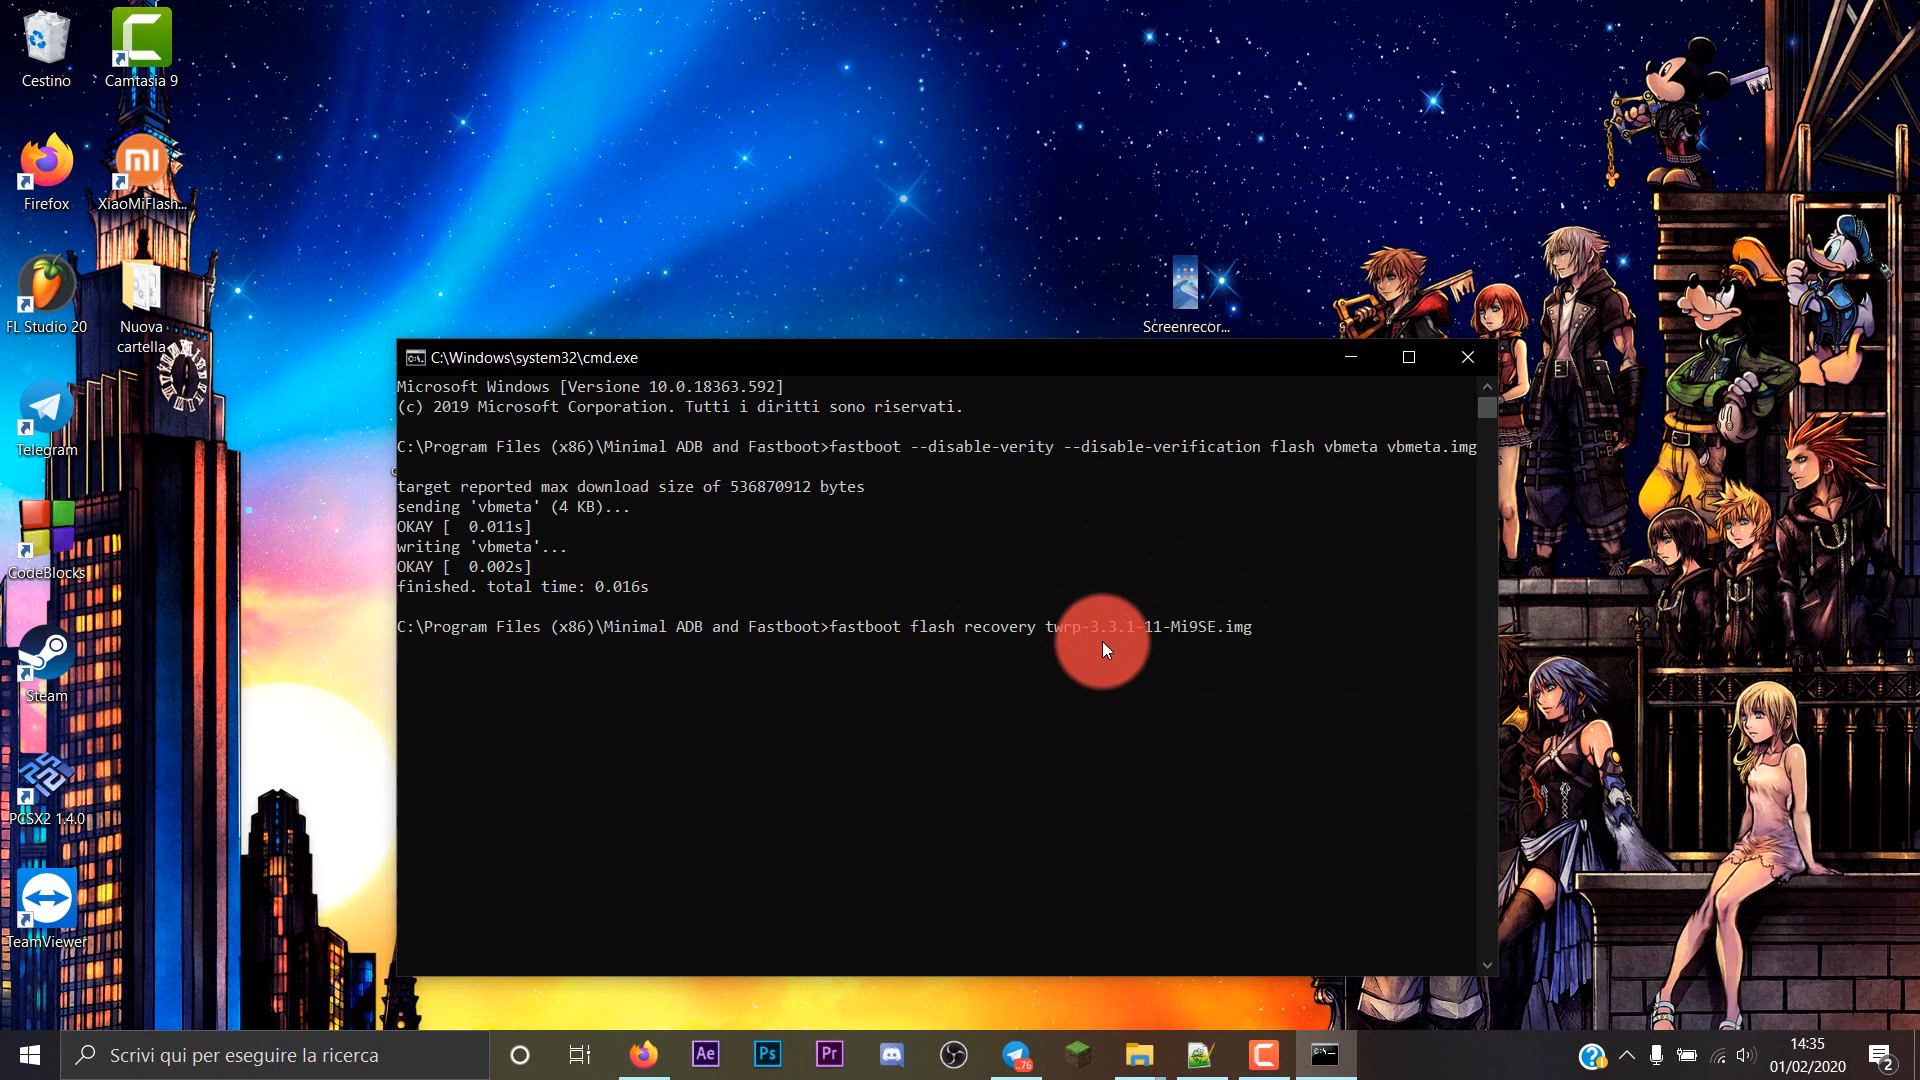 Cestino
Camtasia 9
Firefox
XiaoMiFlash...
FL Studio 20
Nuova
cartella
Telegram
CodeBlocks
Steam
PCSX2 1.4.0
TeamViewer
Screenrecor...
C:\Windows\system32\cmd.exe
Microsoft Windows [Versione 10.0.18363.592]
(c) 2019 Microsoft Corporation. Tutti i diritti sono riservati.
C:\Program Files (x86)\Minimal ADB and Fastboot>fastboot --disable-verity --disable-verification flash vbmeta vbmeta.img
target reported max download size of 536870912 bytes
sending 'vbmeta' (4 KB)...
OKAY [  0.011s]
writing 'vbmeta'...
OKAY [  0.002s]
finished. total time: 0.016s
C:\Program Files (x86)\Minimal ADB and Fastboot>fastboot flash recovery twrp-3.3.1-11-Mi9SE.img
Scrivi qui per eseguire la ricerca
Ae
Ps
Pr
76
14:35
01/02/2020
2